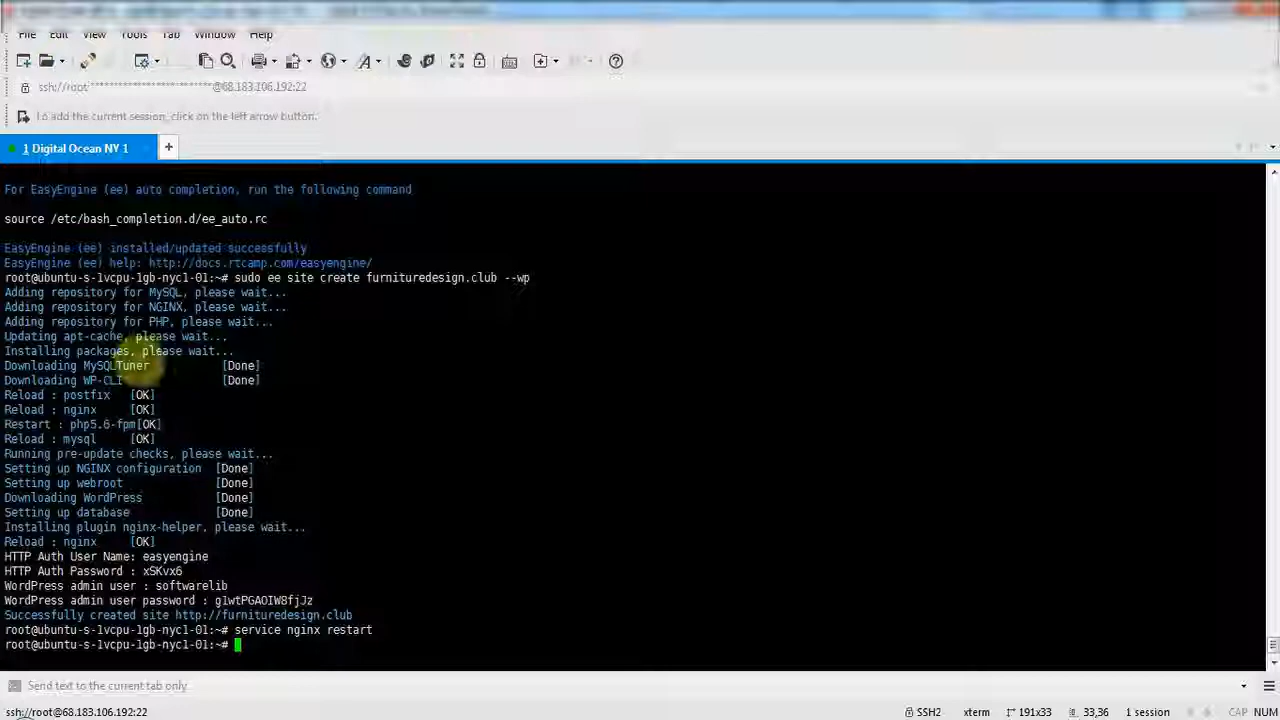 File Edit View Tools Tab Window Help
ssh://root:**************************@68.183.106.192:22
To add the current session, click on the left arrow button.
1 Digital Ocean NY 1 +
For EasyEngine (ee) auto completion, run the following command
source /etc/bash_completion.d/ee_auto.rc
EasyEngine (ee) installed/updated successfully
EasyEngine (ee) help: http://docs.rtcamp.com/easyengine/
root@ubuntu-s-1vcpu-1gb-nyc1-01:~# sudo ee site create furnituredesign.club --wp
Adding repository for MySQL, please wait...
Adding repository for NGINX, please wait...
Adding repository for PHP, please wait...
Updating apt-cache, please wait...
Installing packages, please wait...
Downloading MySQLTuner [Done]
Downloading WP-CLI [Done]
Reload : postfix [OK]
Reload : nginx [OK]
Restart : php5.6-fpm[OK]
Reload : mysql [OK]
Running pre-update checks, please wait...
Setting up NGINX configuration [Done]
Setting up webroot [Done]
Downloading WordPress [Done]
Setting up database [Done]
Installing plugin nginx-helper, please wait...
Reload : nginx [OK]
HTTP Auth User Name: easyengine
HTTP Auth Password : xSKvx6
WordPress admin user : softwarelib
WordPress admin user password : g1wtPGAOIW8fjJz
Successfully created site http://furnituredesign.club
root@ubuntu-s-1vcpu-1gb-nyc1-01:~# service nginx restart
root@ubuntu-s-1vcpu-1gb-nyc1-01:~#
Send text to the current tab only
ssh://root@68.183.106.192:22 SSH2 xterm 191x33 33,36 1 session CAP NUM